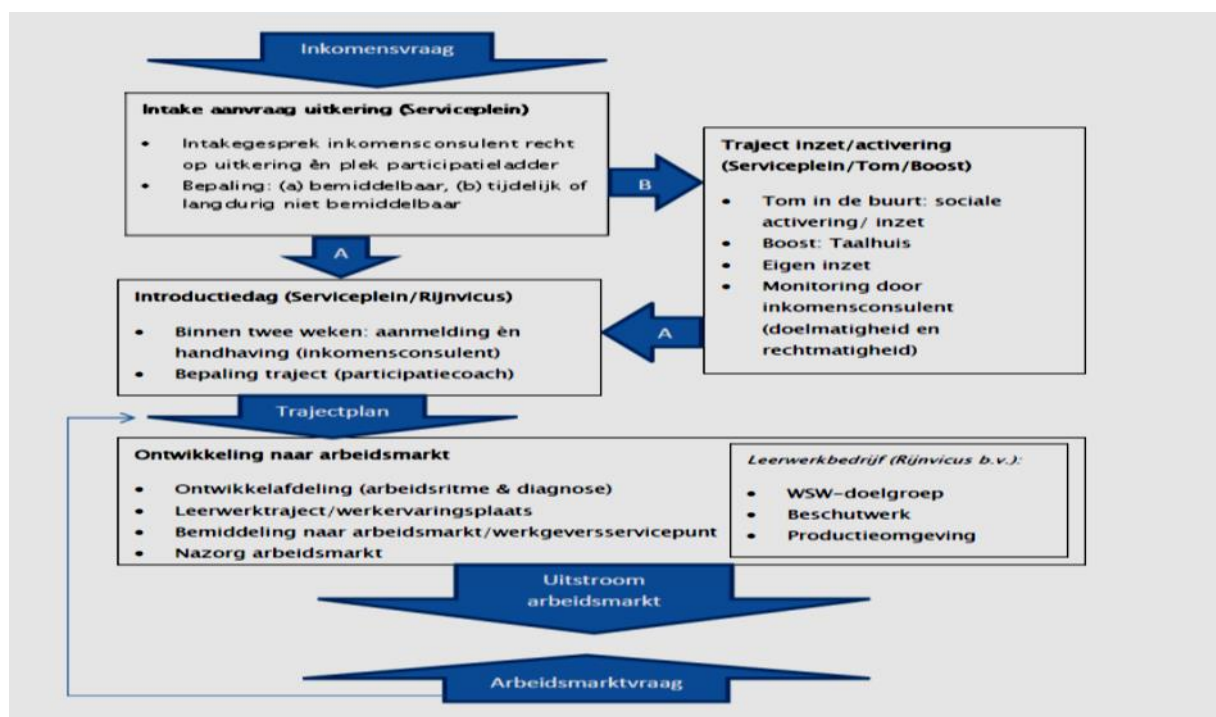 Inkomensvraag
Intake aanvraag uitkering (Serviceplein)
• Intakegesprek inkomensconsulent recht
op uitkering èn plek participatieladder
• Bepaling: (a) bemiddelbaar, (b) tijdelijk of
langdurig niet bemiddelbaar
B
Traject inzet/activering
(Serviceplein/Tom/Boost)
• Tom in de buurt: sociale
activering/ inzet
• Boost: Taalhuis
• Eigen inzet
• Monitoring door
inkomensconsulent
(doelmatigheid en
rechtmatigheid)
A
A
Introductiedag (Serviceplein/Rijnvicus)
• Binnen twee weken: aanmelding èn
handhaving (inkomensconsulent)
• Bepaling traject (participatiecoach)
Trajectplan
Ontwikkeling naar arbeidsmarkt
• Ontwikkelafdeling (arbeidsritme & diagnose)
• Leerwerktraject/werkervaringsplaats
• Bemiddeling naar arbeidsmarkt/werkgeversservicepunt
• Nazorg arbeidsmarkt
Leerwerkbedrijf (Rijnvicus b.v.):
• WSW-doelgroep
• Beschutwerk
• Productieomgeving
Uitstroom
arbeidsmarkt
Arbeidsmarktvraag